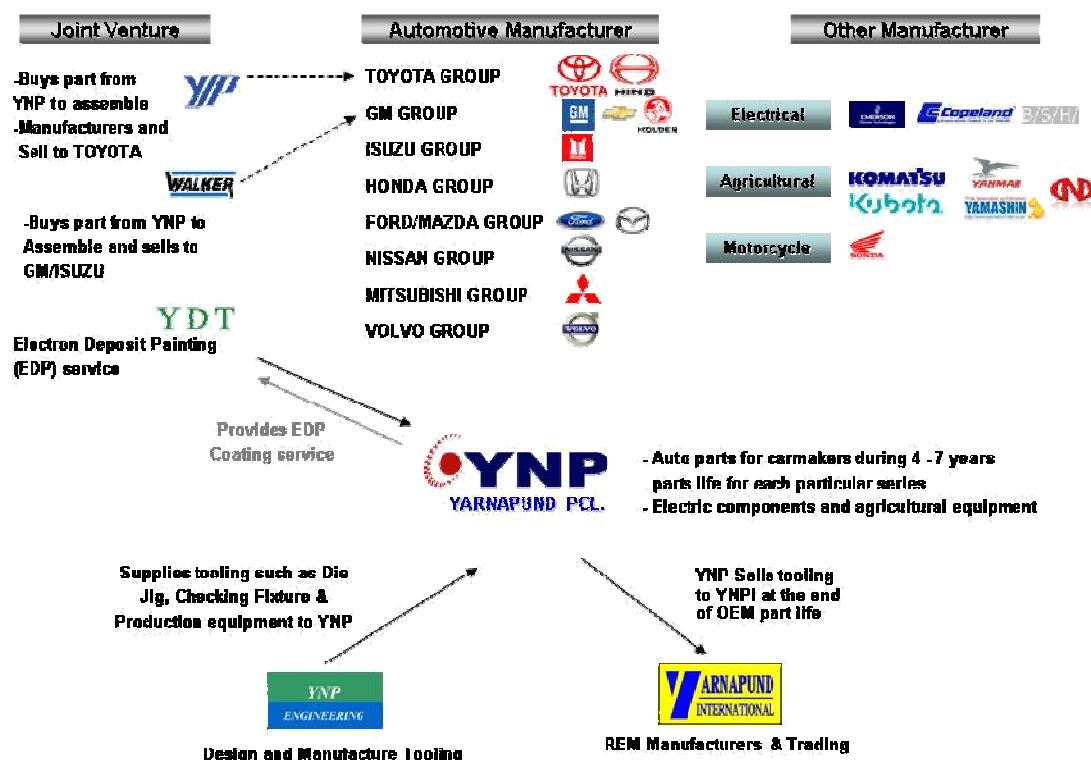 Joint Venture
Automotive Manufacturer
Other Manufacturer
-Buys part from
YNP to assemble
-Manufacturers and
Sell to TOYOTA
YIP
WALKER
-Buys part from YNP to
Assemble and sells to
GM/ISUZU
YDT
Electron Deposit Painting
(EDP) service
TOYOTA GROUP
TOYOTA HINO
GM GROUP
GM
HOLDEN
ISUZU GROUP
HONDA GROUP
FORD/MAZDA GROUP
Ford
NISSAN GROUP
NISSAN
MITSUBISHI GROUP
VOLVO GROUP
VOLVO
Electrical
EMERSON
Copeland
B/S/H/
Agricultural
KOMATSU
YANMAR
Kubota
YAMASHIN
Motorcycle
HONDA
Provides EDP
Coating service
YNP
YARNAPUND PCL.
- Auto parts for carmakers during 4 - 7 years
parts life for each particular series
- Electric components and agricultural equipment
Supplies tooling such as Die
Jig, Checking Fixture &
Production equipment to YNP
YNP Sells tooling
to YNPI at the end
of OEM part life
YNP
ENGINEERING
Design and Manufacture Tooling
YARNAPUND
INTERNATIONAL
REM Manufacturers & Trading